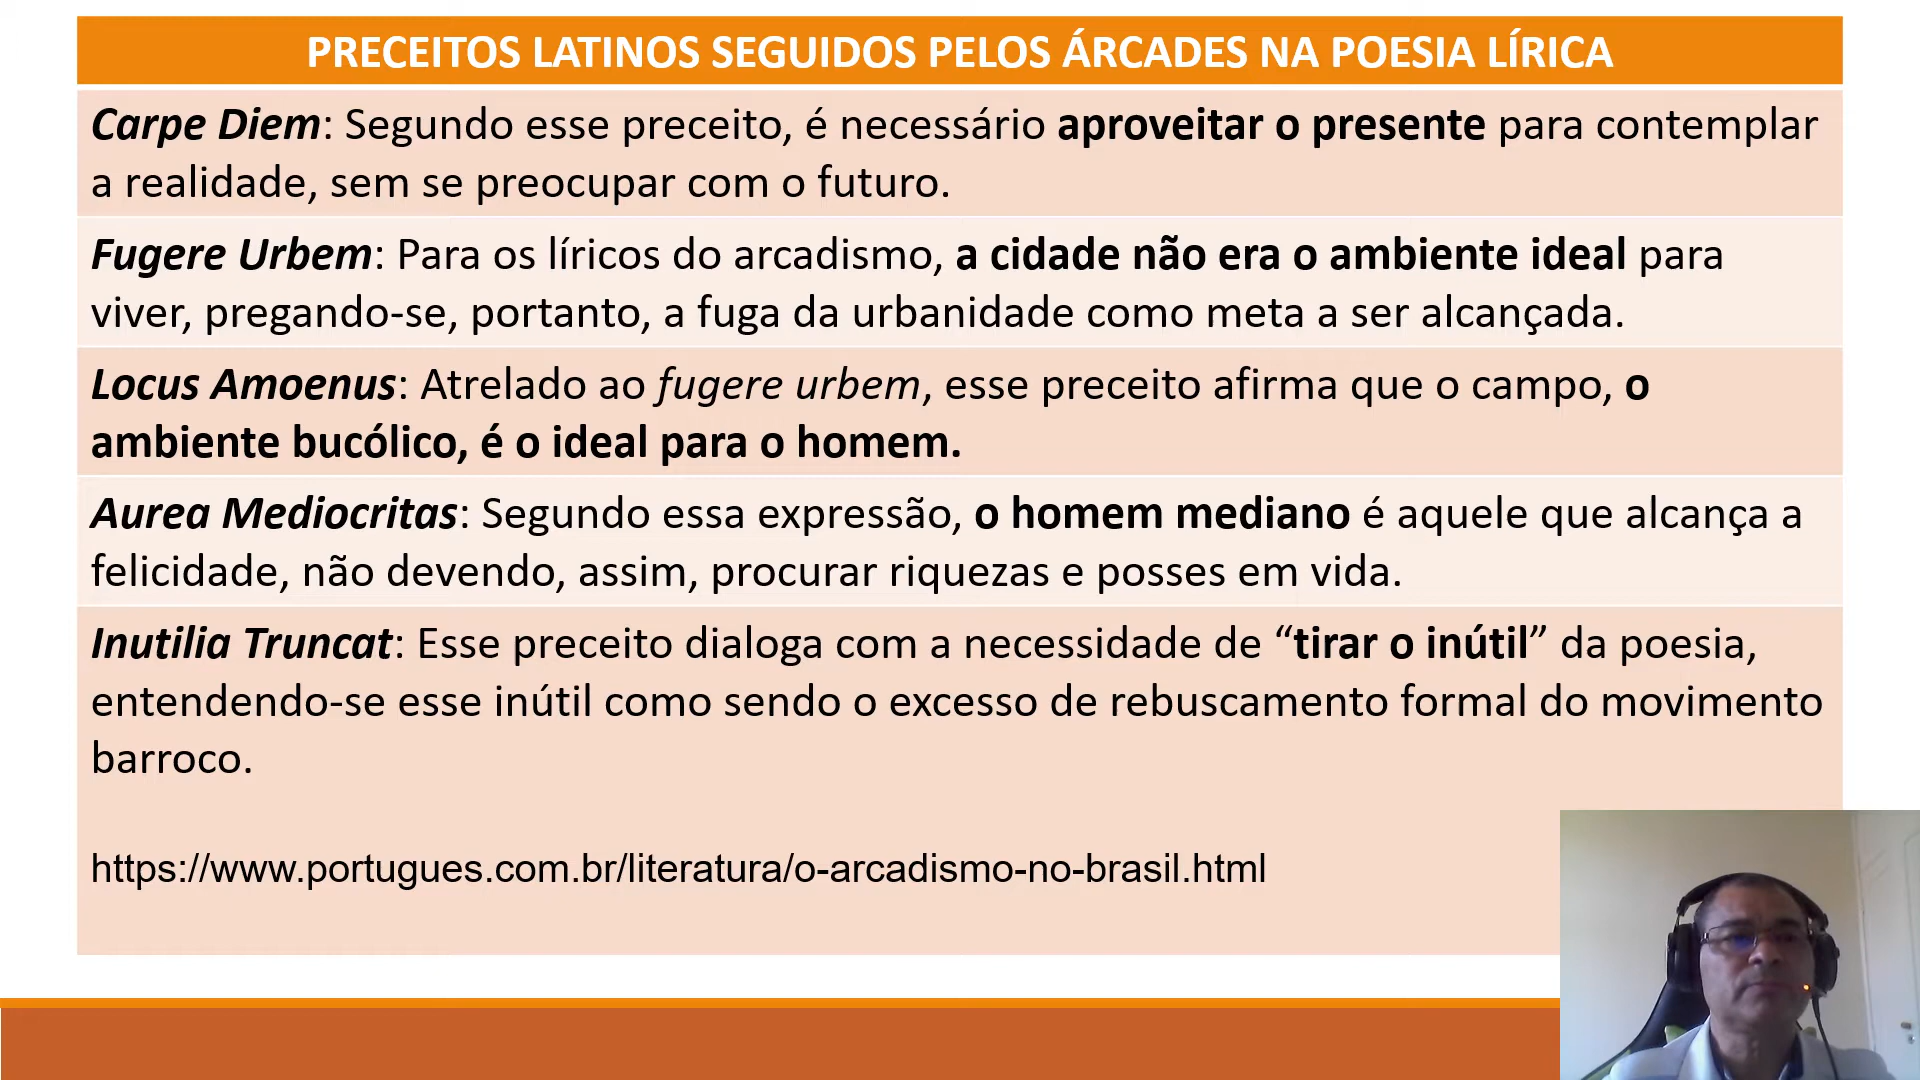 PRECEITOS LATINOS SEGUIDOS PELOS ÁRCADES NA POESIA LÍRICA
Carpe Diem: Segundo esse preceito, é necessário aproveitar o presente para contemplar
a realidade, sem se preocupar com o futuro.
Fugere Urbem: Para os líricos do arcadismo, a cidade não era o ambiente ideal para
viver, pregando-se, portanto, a fuga da urbanidade como meta a ser alcançada.
Locus Amoenus: Atrelado ao fugere urbem, esse preceito afirma que o campo, o
ambiente bucólico, é o ideal para o homem.
Aurea Mediocritas: Segundo essa expressão, o homem mediano é aquele que alcança a
felicidade, não devendo, assim, procurar riquezas e posses em vida.
Inutilia Truncat: Esse preceito dialoga com a necessidade de “tirar o inútil” da poesia,
entendendo-se esse inútil como sendo o excesso de rebuscamento formal do movimento
barroco.
https://www.portugues.com.br/literatura/o-arcadismo-no-brasil.html